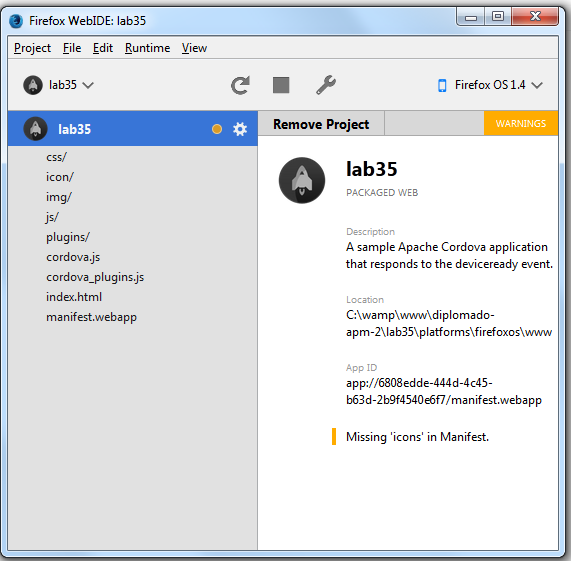 Firefox WebIDE: lab35
Project File Edit Runtime View
lab35
Firefox OS 1.4
lab35
css/
icon/
img/
js/
plugins/
cordova.js
cordova_plugins.js
index.html
manifest.webapp
Remove Project
WARNINGS
lab35
PACKAGED WEB
Description
A sample Apache Cordova application
that responds to the deviceready event.
Location
C:\wamp\www\diplomado-
apm-2\lab35\platforms\firefoxos\www
App ID
app://6808edde-444d-4c45-
b63d-2b9f4540e6f7/manifest.webapp
Missing 'icons' in Manifest.